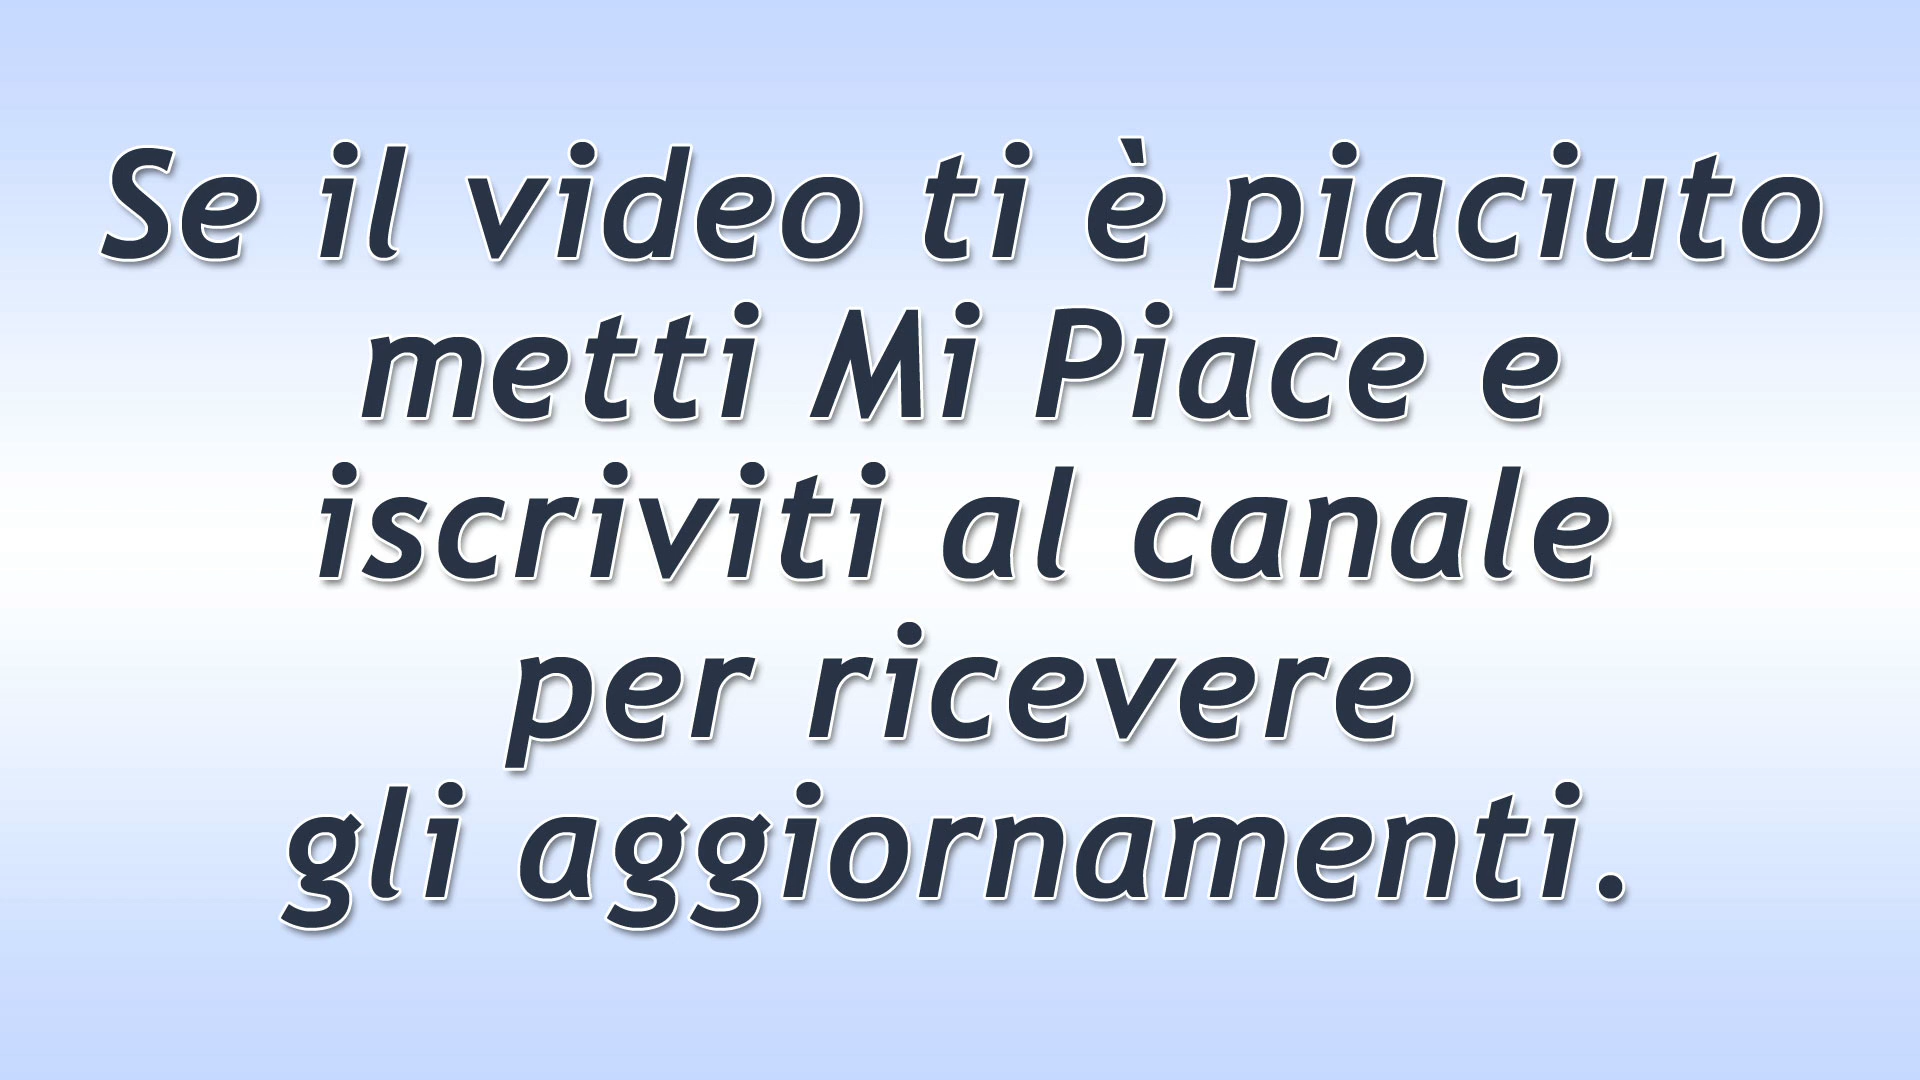 Se il video ti è piaciuto
metti Mi Piace e
iscriviti al canale
per ricevere
gli aggiornamenti.